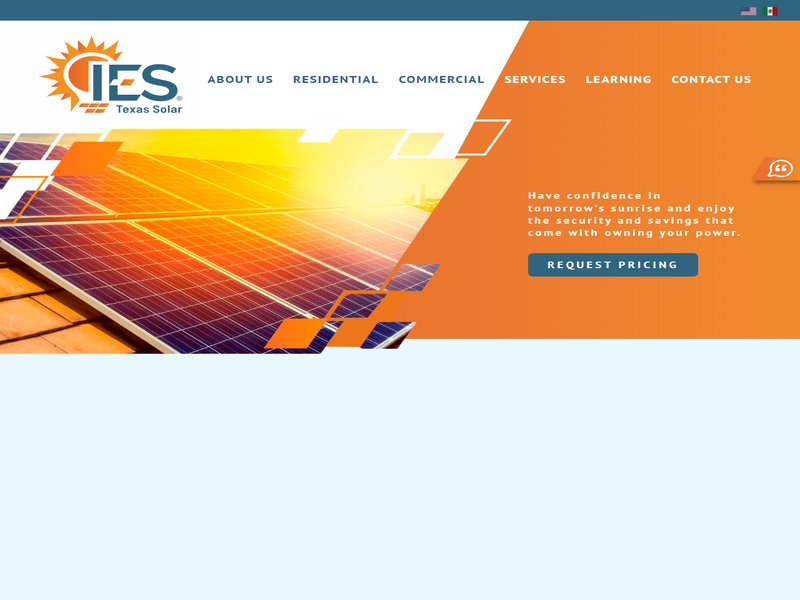 IES®
Texas Solar
ABOUT US RESIDENTIAL COMMERCIAL SERVICES LEARNING CONTACT US
Have confidence in
tomorrow's sunrise and enjoy
the security and savings that
come with owning your power.
REQUEST PRICING